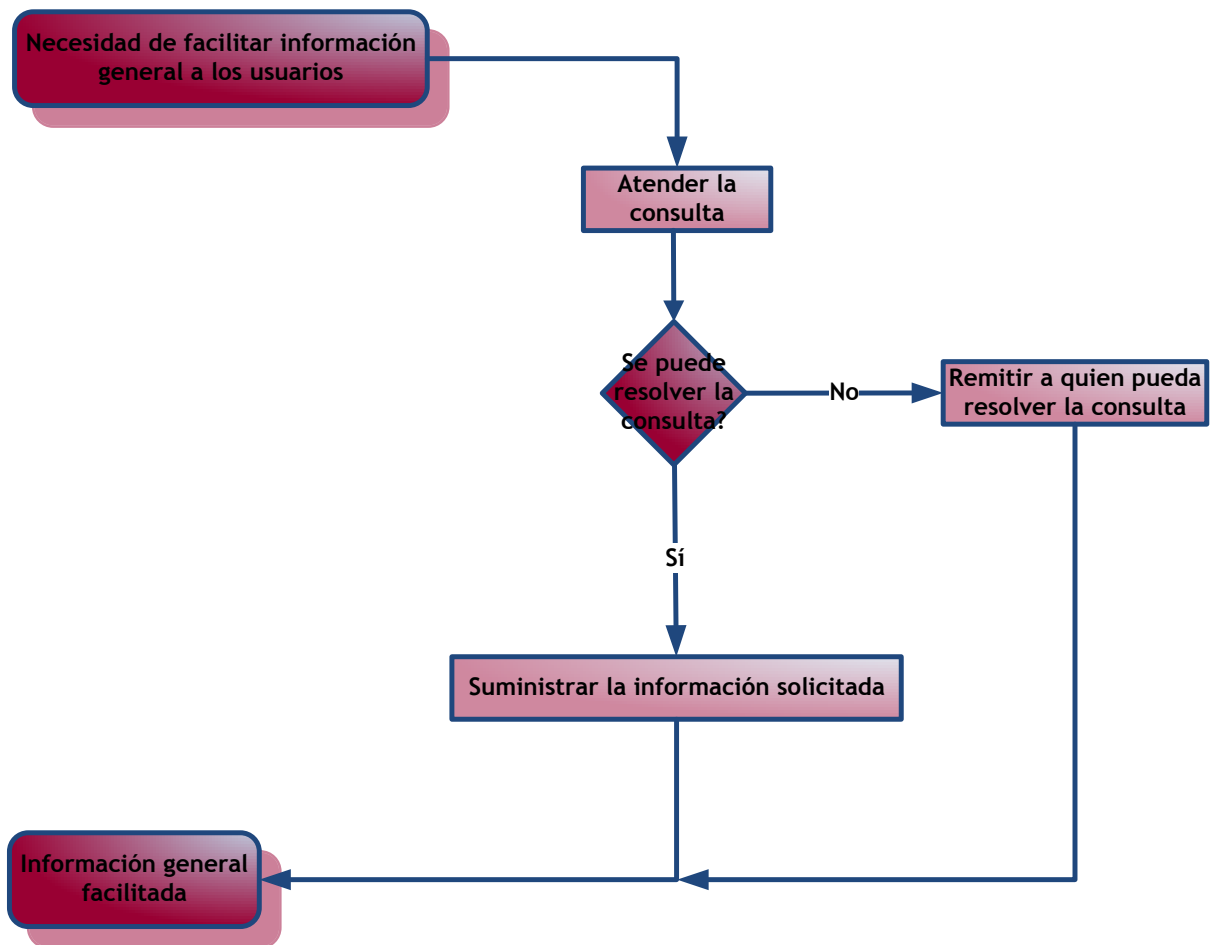 Necesidad de facilitar información
general a los usuarios
Atender la
consulta
Se puede
resolver la
consulta?
No
Remitir a quien pueda
resolver la consulta
Sí
Suministrar la información solicitada
Información general
facilitada